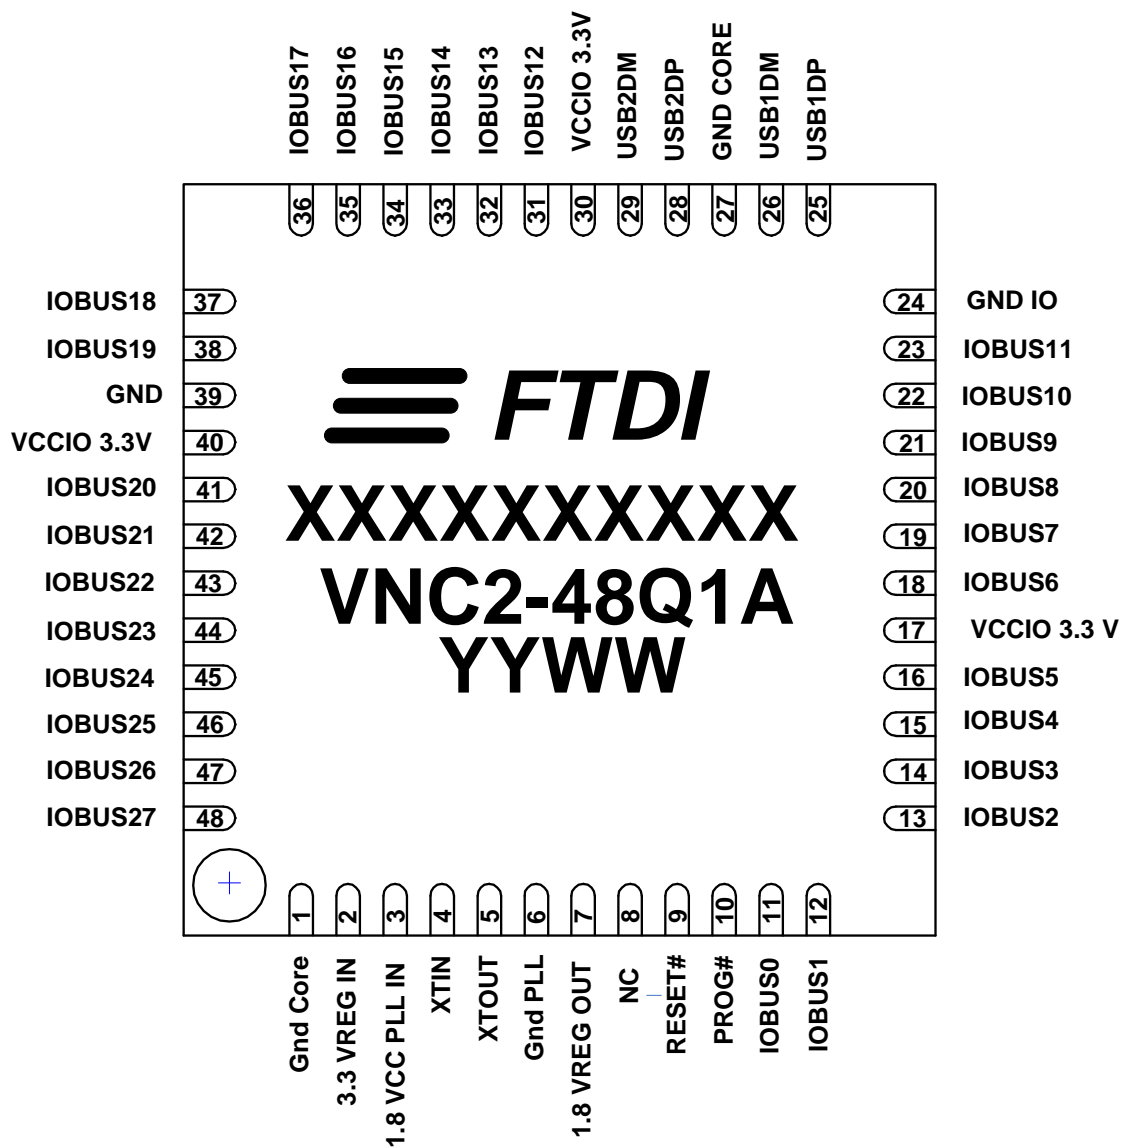 IOBUS17
IOBUS16
IOBUS15
IOBUS14
IOBUS13
IOBUS12
VCCIO 3.3V
USB2DM
USB2DP
GND CORE
USB1DM
USB1DP
36
35
34
33
32
31
30
29
28
27
26
25
IOBUS18 37
IOBUS19 38
GND 39
VCCIO 3.3V 40
IOBUS20 41
IOBUS21 42
IOBUS22 43
IOBUS23 44
IOBUS24 45
IOBUS25 46
IOBUS26 47
IOBUS27 48
FTDI
XXXXXXXXXX
VNC2-48Q1A
YYWW
24 GND IO
23 IOBUS11
22 IOBUS10
21 IOBUS9
20 IOBUS8
19 IOBUS7
18 IOBUS6
17 VCCIO 3.3 V
16 IOBUS5
15 IOBUS4
14 IOBUS3
13 IOBUS2
1
2
3
4
5
6
7
8
9
10
11
12
Gnd Core
3.3 VREG IN
1.8 VCC PLL IN
XTIN
XTOUT
Gnd PLL
1.8 VREG OUT
NC
RESET#
PROG#
IOBUS0
IOBUS1